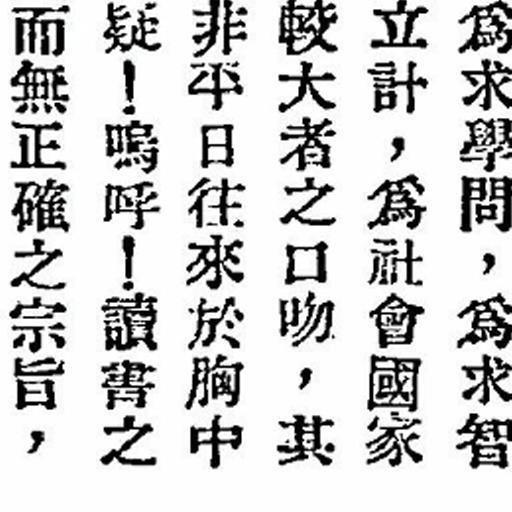 爲求學問，爲求智
立計，爲社會國家
較大者之口吻，其
非平日往來於胸中
疑！嗚呼！讀書之
而無正確之宗旨，